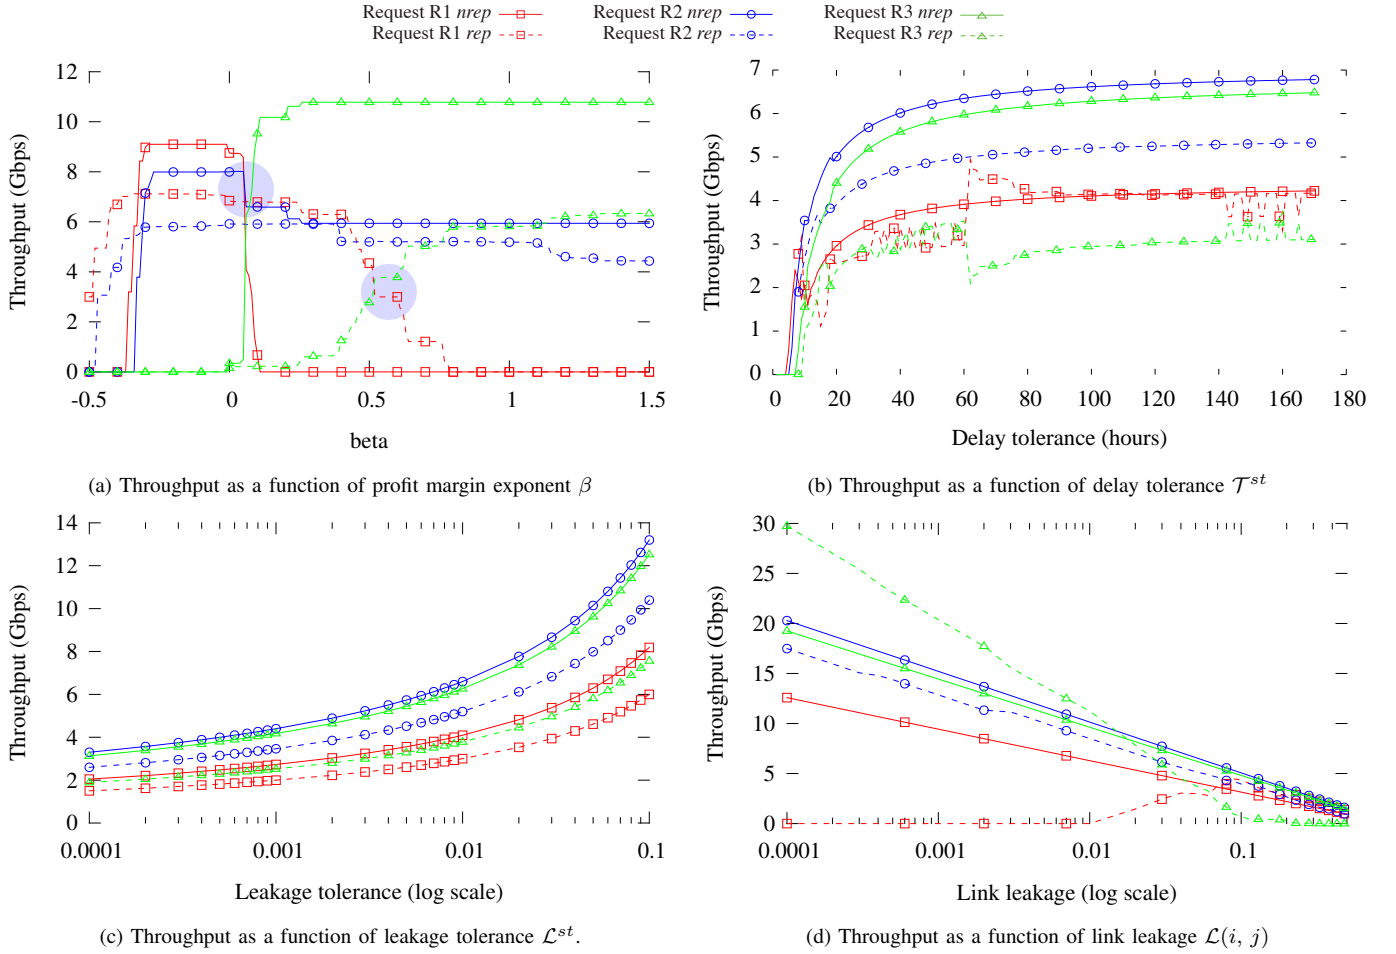 Request R1 nrep
Request R1 rep
Request R2 nrep
Request R2 rep
Request R3 nrep
Request R3 rep
12
10
8
6
4
2
0
Throughput (Gbps)
-0.5 0 0.5 1 1.5
beta
(a) Throughput as a function of profit margin exponent β
7
6
5
4
3
2
1
0
Throughput (Gbps)
0 20 40 60 80 100 120 140 160 180
Delay tolerance (hours)
(b) Throughput as a function of delay tolerance 𝒯^{st}
14
12
10
8
6
4
2
0
Throughput (Gbps)
0.0001 0.001 0.01 0.1
Leakage tolerance (log scale)
(c) Throughput as a function of leakage tolerance ℒ^{st}.
30
25
20
15
10
5
0
Throughput (Gbps)
0.0001 0.001 0.01 0.1
Link leakage (log scale)
(d) Throughput as a function of link leakage ℒ(i, j)